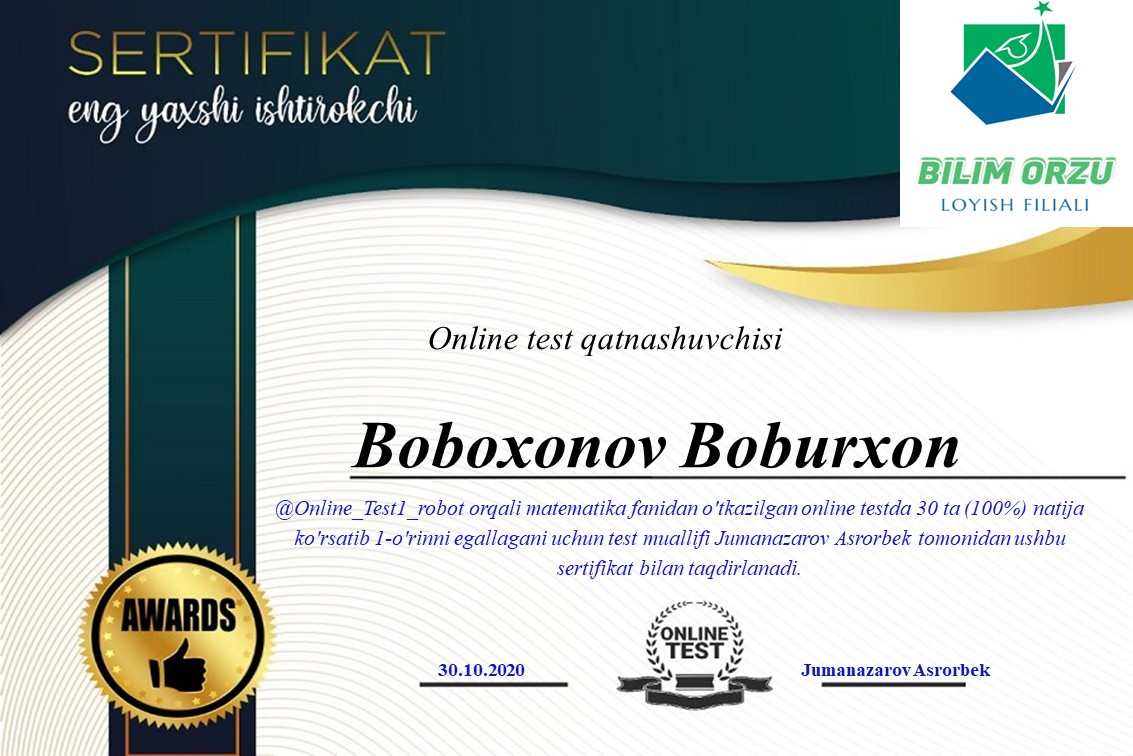 SERTIFIKAT
eng yaxshi ishtirokchi
BILIM ORZU
LOYISH FILIALI
Online test qatnashuvchisi
Boboxonov Boburxon
@Online_Test1_robot orqali matematika fanidan o'tkazilgan online testda 30 ta (100%) natija
ko'rsatib 1-o'rinni egallagani uchun test muallifi Jumanazarov Asrorbek tomonidan ushbu
sertifikat bilan taqdirlanadi.
AWARDS
ONLINE
TEST
30.10.2020
Jumanazarov Asrorbek